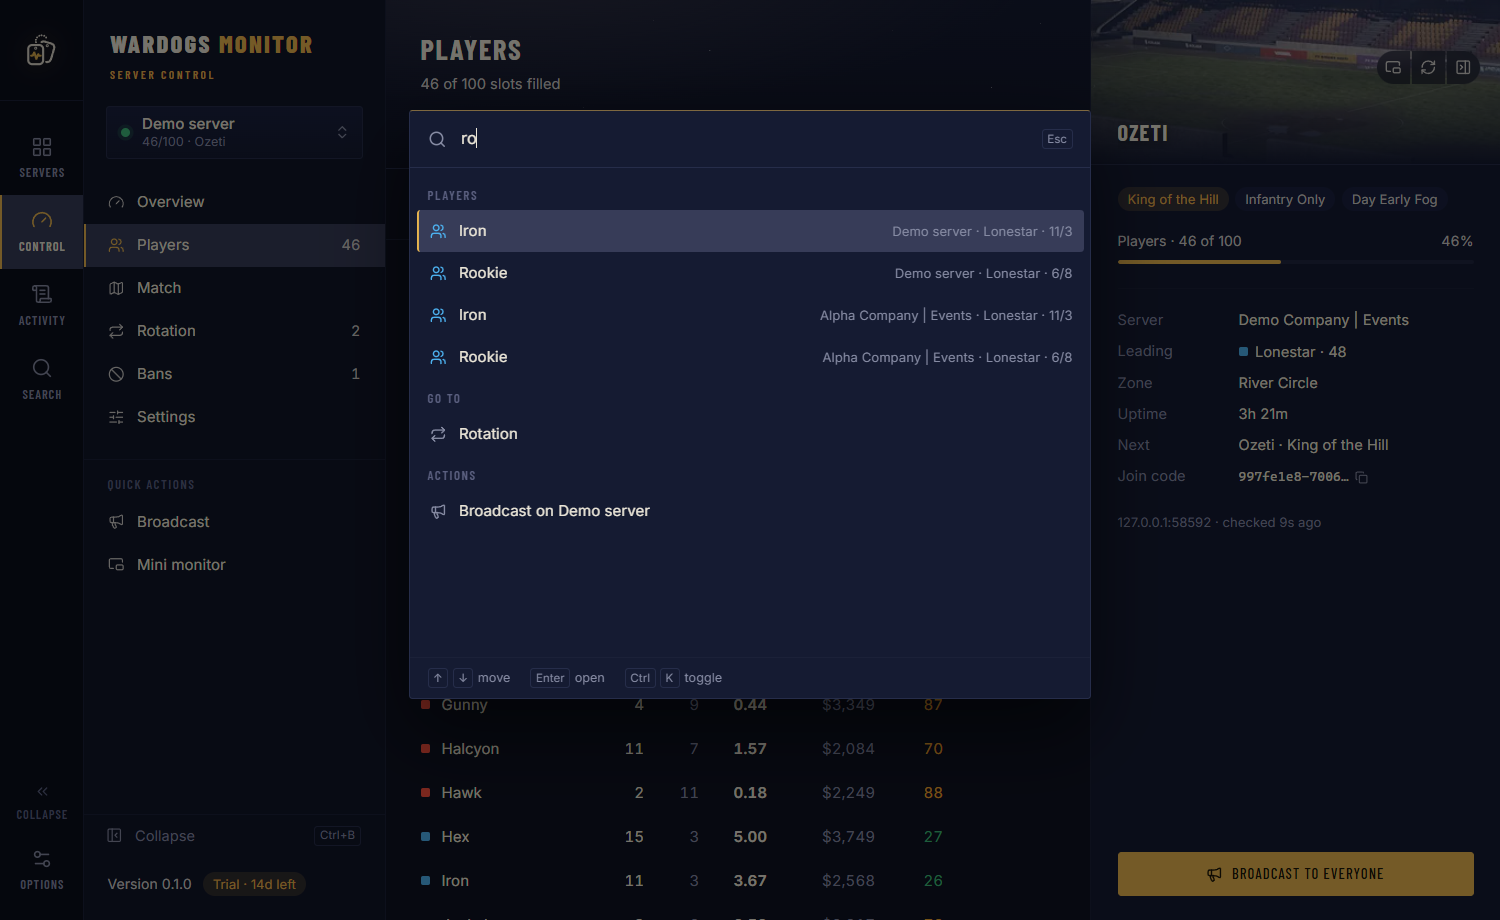 WARDOGS MONITOR
SERVER CONTROL
Demo server
46/100 · Ozeti
SERVERS
CONTROL
ACTIVITY
SEARCH
COLLAPSE
OPTIONS
Overview
Players 46
Match
Rotation 2
Bans 1
Settings
QUICK ACTIONS
Broadcast
Mini monitor
Collapse Ctrl+B
Version 0.1.0 Trial · 14d left
PLAYERS
46 of 100 slots filled
ro Esc
PLAYERS
Iron Demo server · Lonestar · 11/3
Rookie Demo server · Lonestar · 6/8
Iron Alpha Company | Events · Lonestar · 11/3
Rookie Alpha Company | Events · Lonestar · 6/8
GO TO
Rotation
ACTIONS
Broadcast on Demo server
↑ ↓ move Enter open Ctrl K toggle
Gunny 4 9 0.44 $3,349 87
Halcyon 11 7 1.57 $2,084 70
Hawk 2 11 0.18 $2,249 88
Hex 15 3 5.00 $3,749 27
Iron 11 3 3.67 $2,568 26
OZETI
King of the Hill Infantry Only Day Early Fog
Players · 46 of 100 46%
Server Demo Company | Events
Leading Lonestar · 48
Zone River Circle
Uptime 3h 21m
Next Ozeti · King of the Hill
Join code 997fe1e8-7006…
127.0.0.1:58592 · checked 9s ago
BROADCAST TO EVERYONE